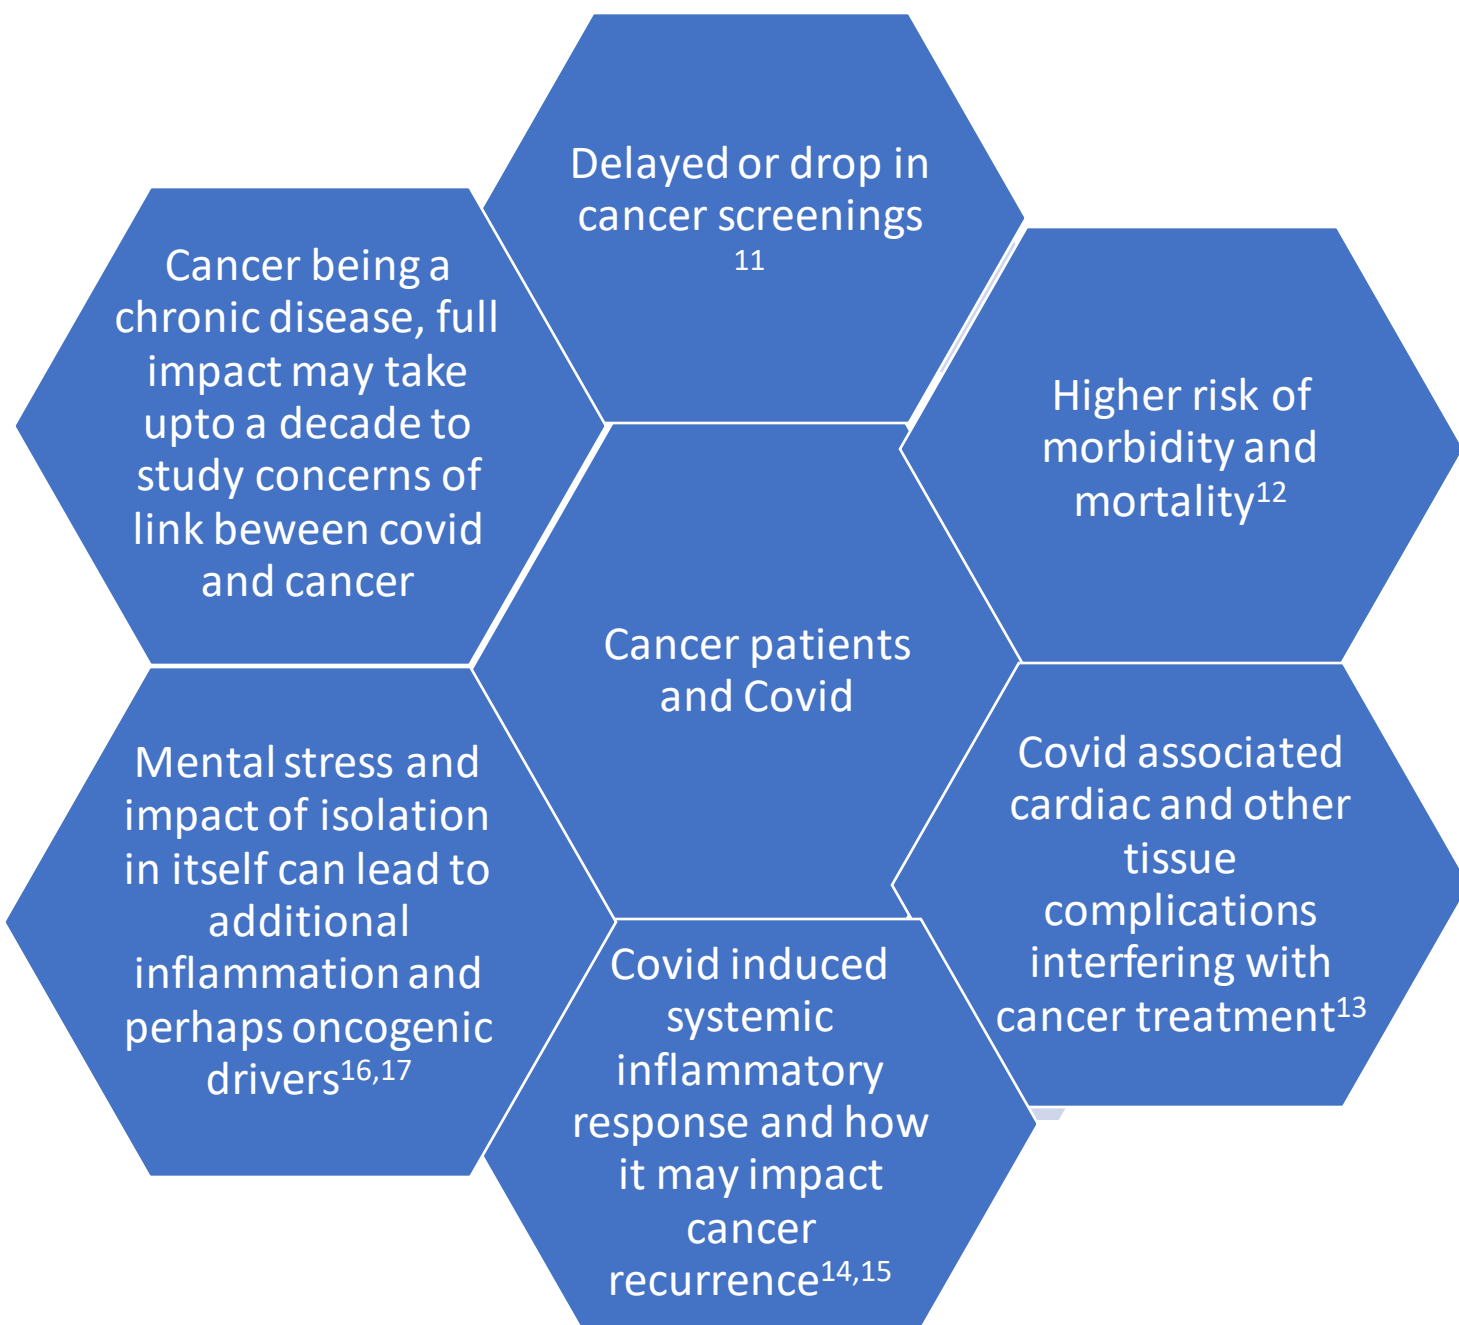 Delayed or drop in
cancer screenings
11
Higher risk of
morbidity and
mortality12
Covid associated
cardiac and other
tissue
complications
interfering with
cancer treatment13
Covid induced
systemic
inflammatory
response and how
it may impact
cancer
recurrence14,15
Mental stress and
impact of isolation
in itself can lead to
additional
inflammation and
perhaps oncogenic
drivers16,17
Cancer being a
chronic disease, full
impact may take
upto a decade to
study concerns of
link beween covid
and cancer
Cancer patients
and Covid